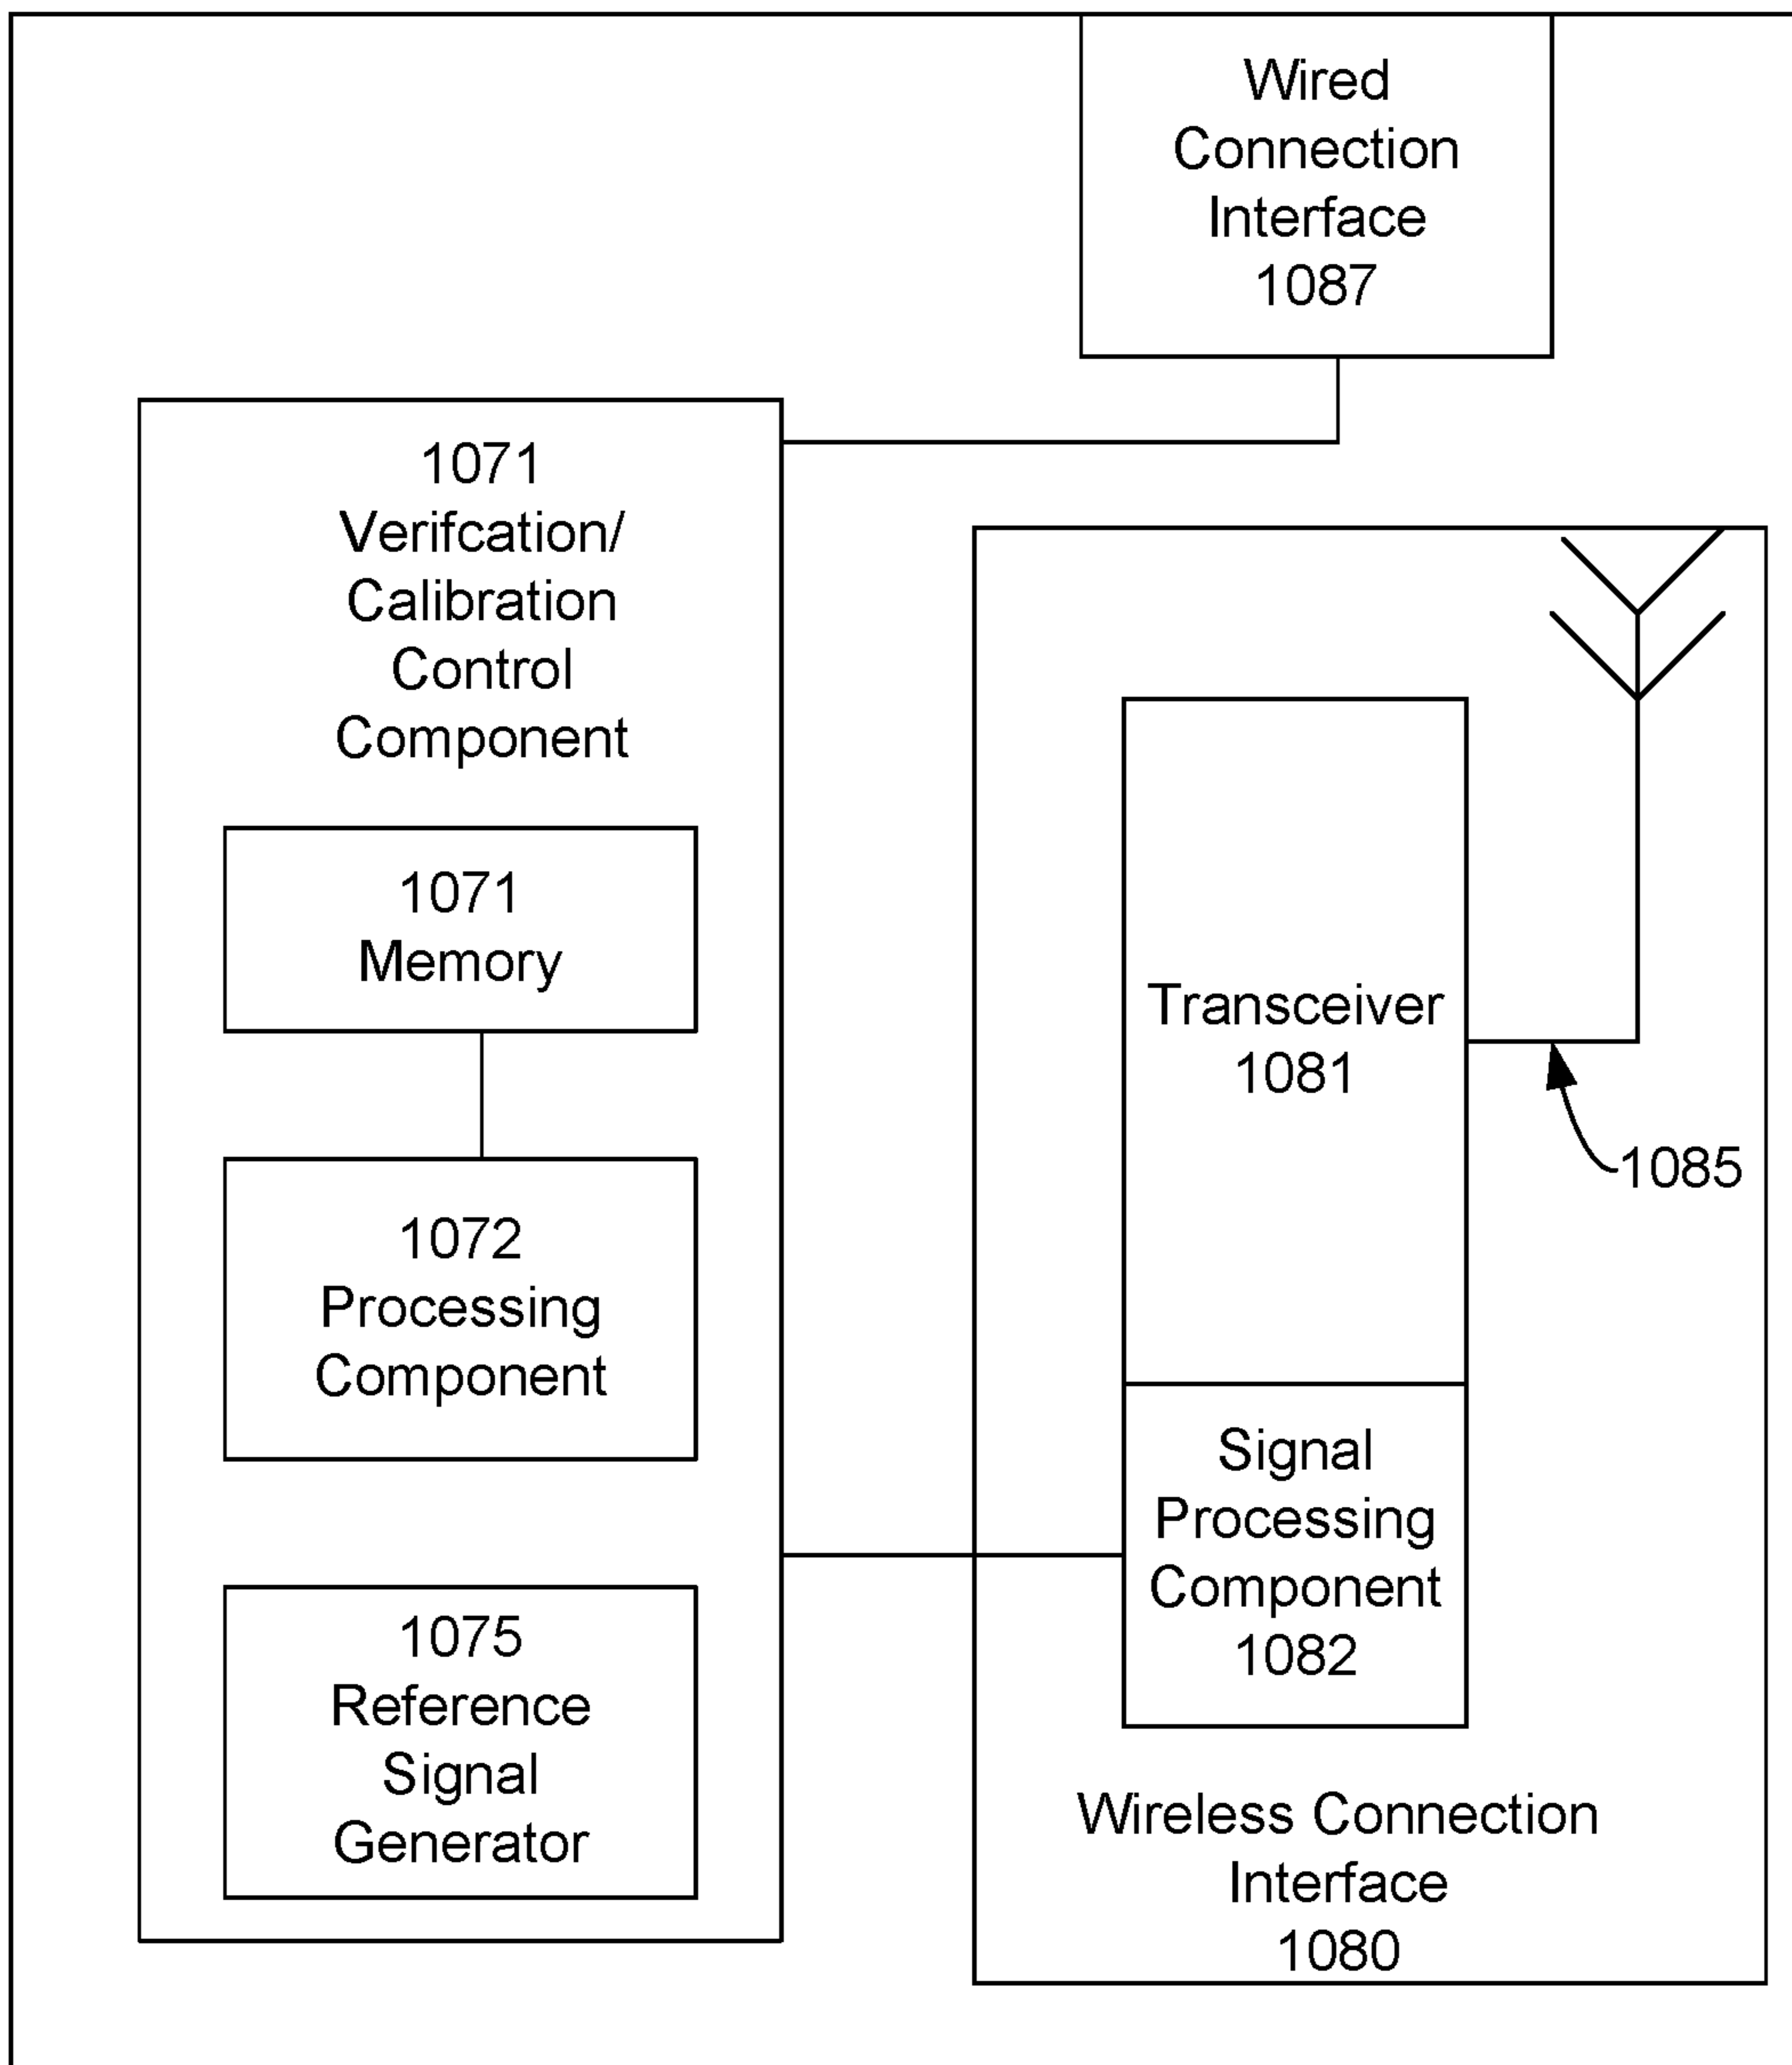 Wired
Connection
Interface
1087
1071
Verifcation/
Calibration
Control
Component
1071
Memory
1072
Processing
Component
1075
Reference
Signal
Generator
Transceiver
1081
1085
Signal
Processing
Component
1082
Wireless Connection
Interface
1080